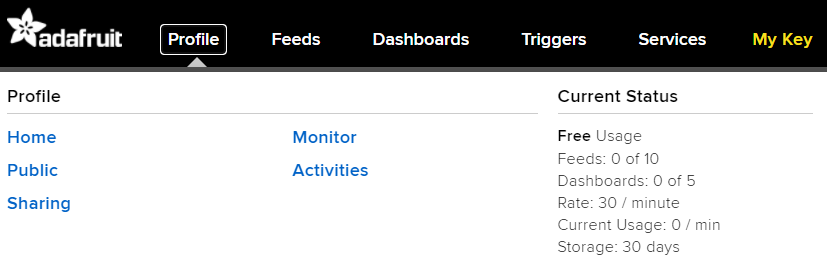 adafruit Profile Feeds Dashboards Triggers Services My Key
Profile
Home Monitor
Public Activities
Sharing
Current Status
Free Usage
Feeds: 0 of 10
Dashboards: 0 of 5
Rate: 30 / minute
Current Usage: 0 / min
Storage: 30 days